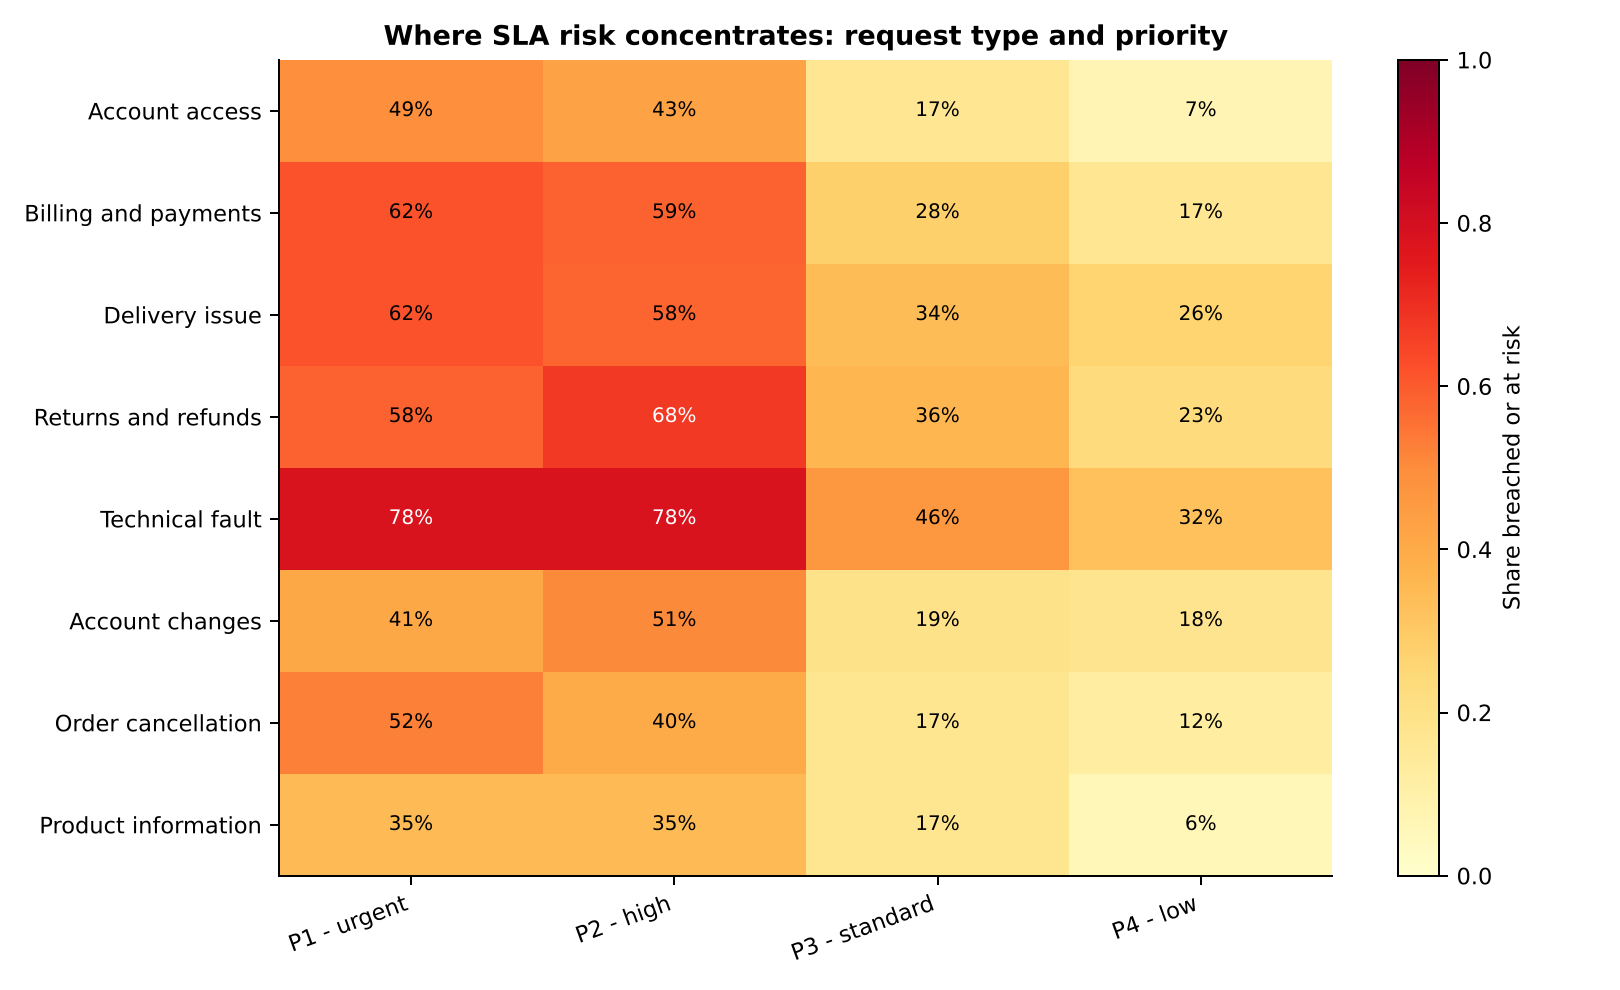 Where SLA risk concentrates: request type and priority
Account access 49% 43% 17% 7%
Billing and payments 62% 59% 28% 17%
Delivery issue 62% 58% 34% 26%
Returns and refunds 58% 68% 36% 23%
Technical fault 78% 78% 46% 32%
Account changes 41% 51% 19% 18%
Order cancellation 52% 40% 17% 12%
Product information 35% 35% 17% 6%
P1 - urgent P2 - high P3 - standard P4 - low
1.0
0.8
0.6
0.4
0.2
0.0
Share breached or at risk